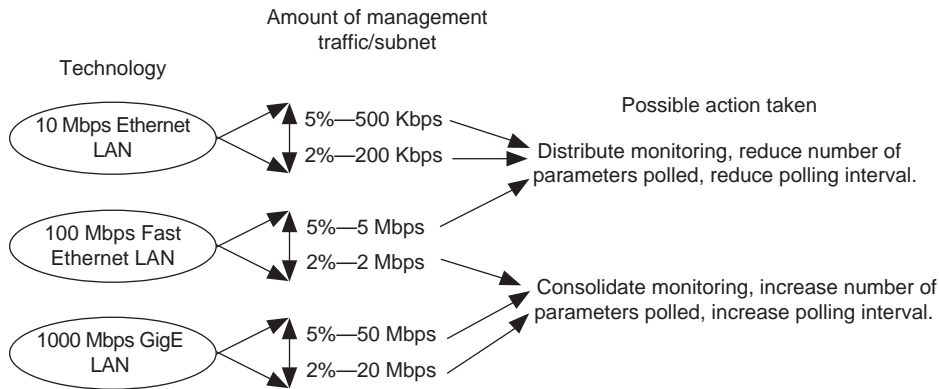 Amount of management
traffic/subnet
Technology
Possible action taken
10 Mbps Ethernet
LAN
5%—500 Kbps
2%—200 Kbps
Distribute monitoring, reduce number of
parameters polled, reduce polling interval.
100 Mbps Fast
Ethernet LAN
5%—5 Mbps
2%—2 Mbps
Consolidate monitoring, increase number of
parameters polled, increase polling interval.
1000 Mbps GigE
LAN
5%—50 Mbps
2%—20 Mbps